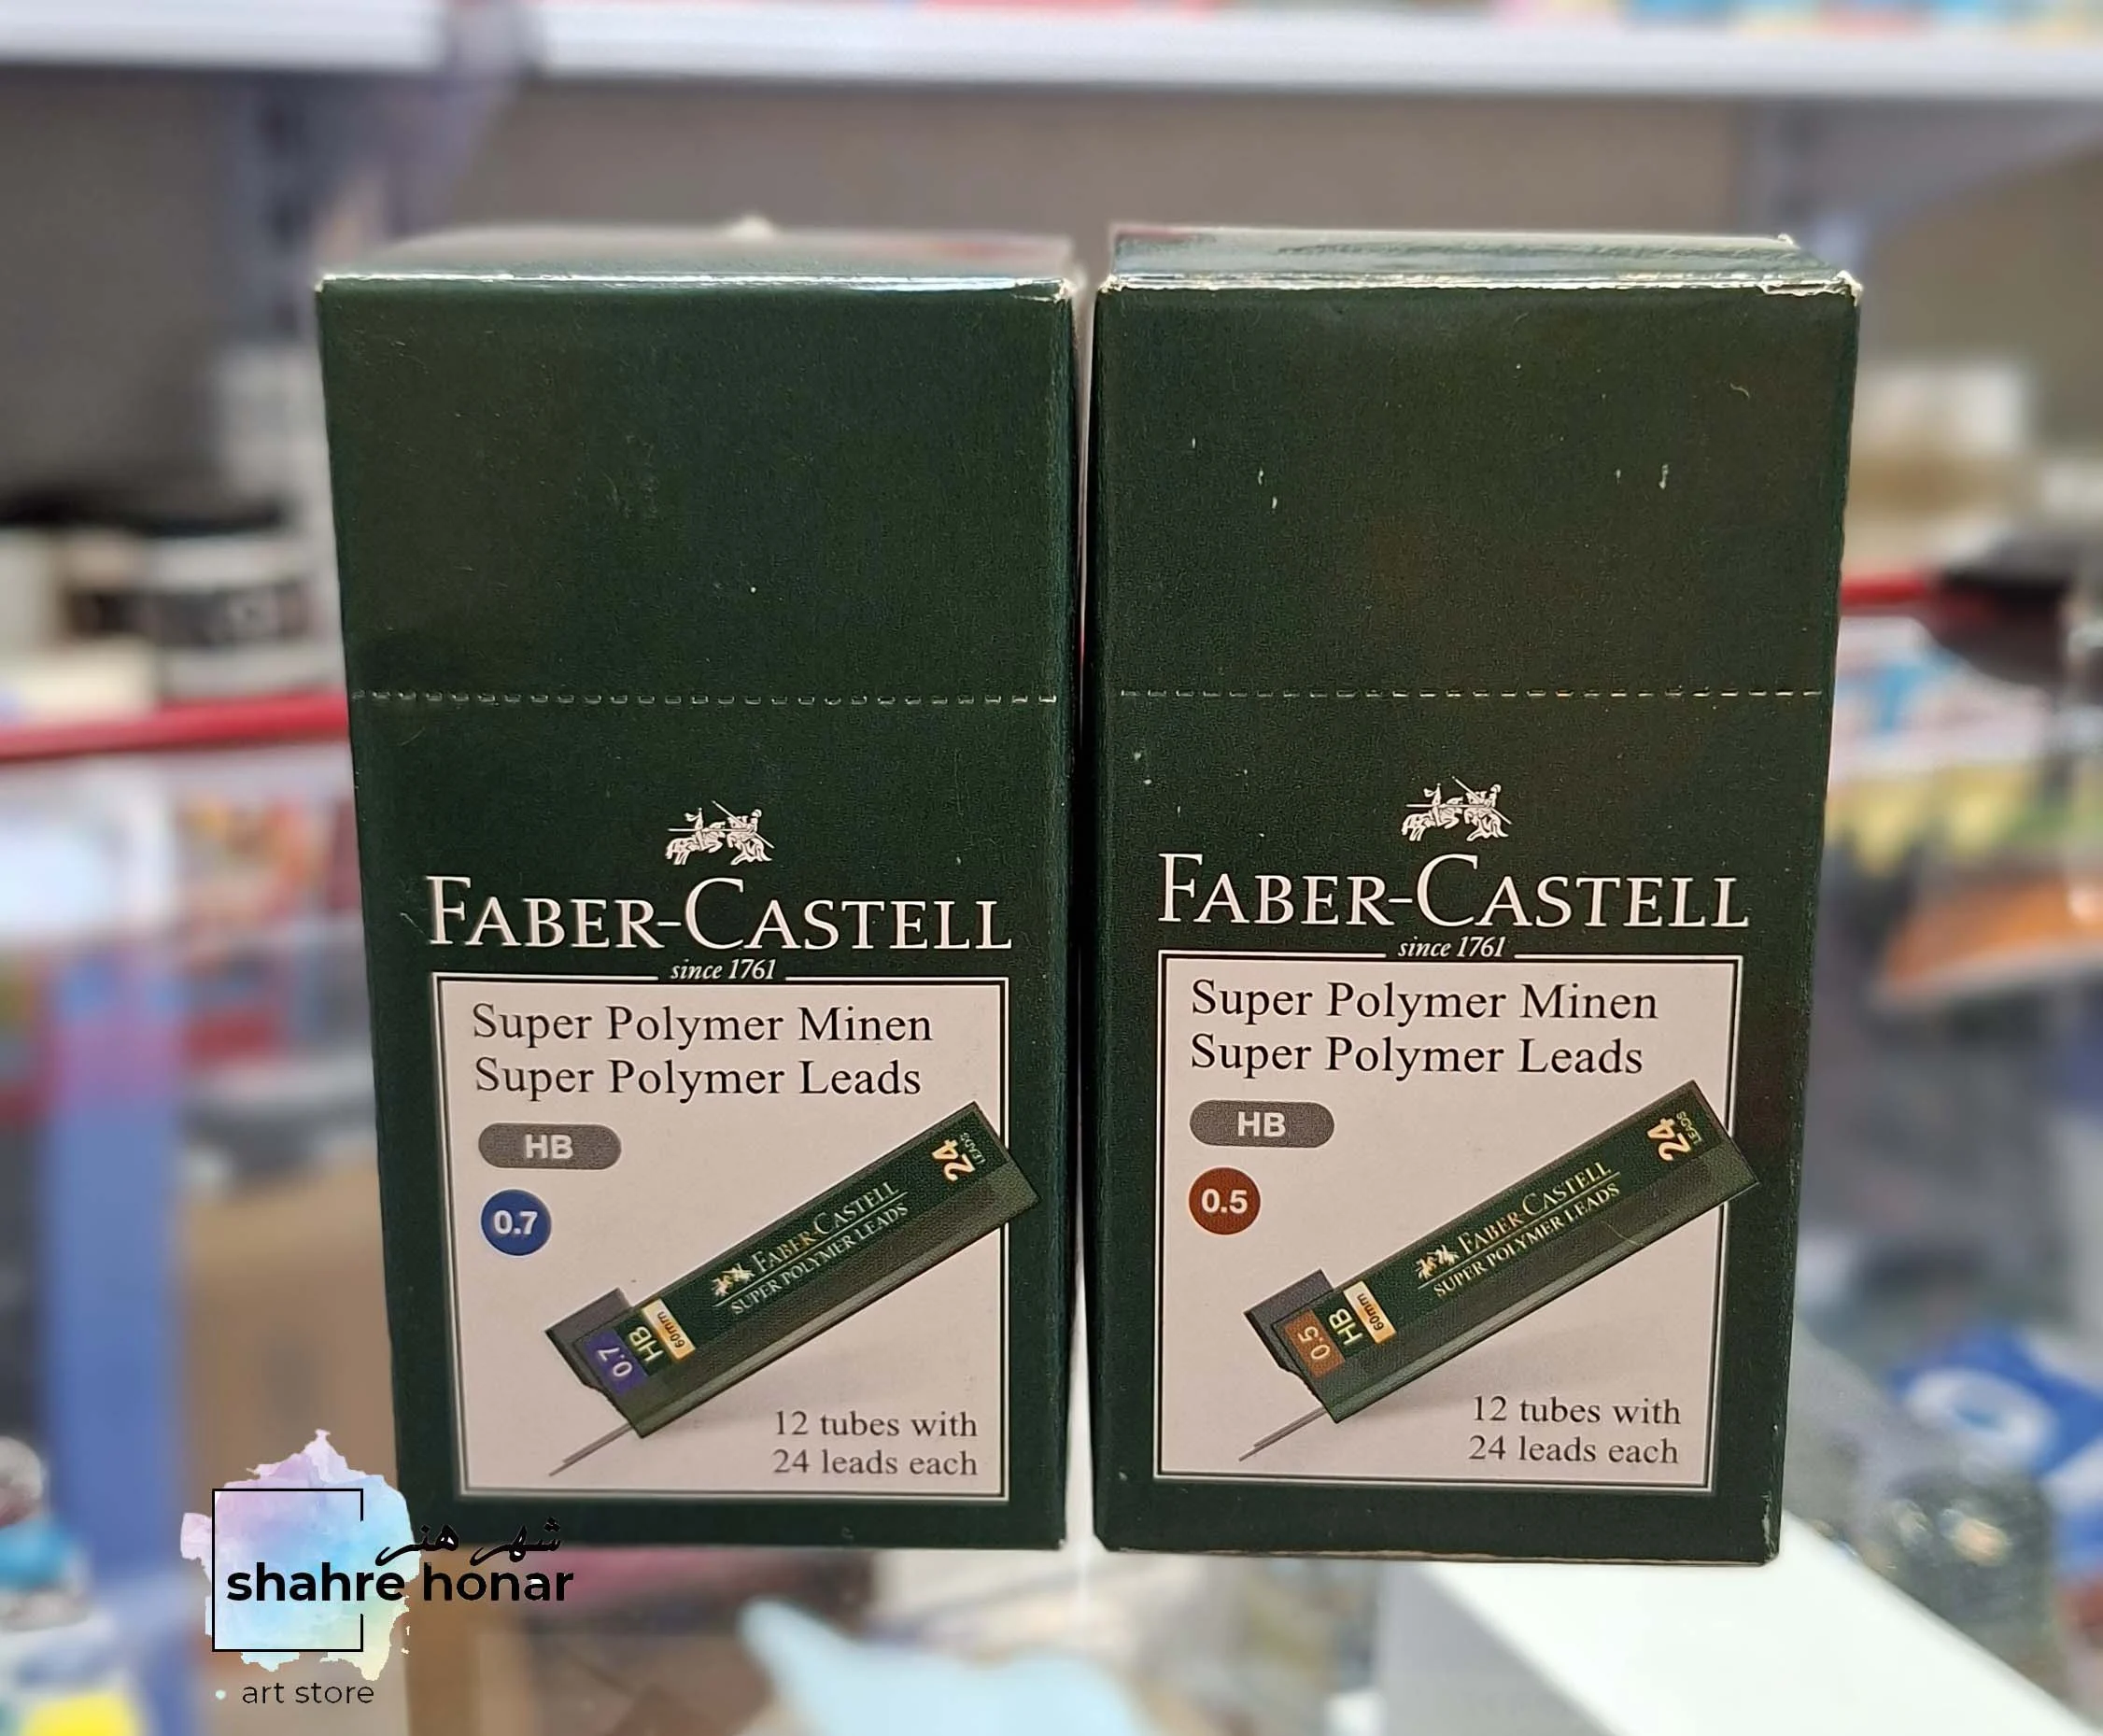 FABER-CASTELL
since 1761
Super Polymer Minen
Super Polymer Leads
HB
0.7
24
LEADS
FABER-CASTELL
SUPER POLYMER LEADS
60mm
HB
0.7
12 tubes with
24 leads each
FABER-CASTELL
since 1761
Super Polymer Minen
Super Polymer Leads
HB
0.5
24
LEADS
FABER-CASTELL
SUPER POLYMER LEADS
60mm
HB
0.5
12 tubes with
24 leads each
شهر هنر
shahre honar
art store